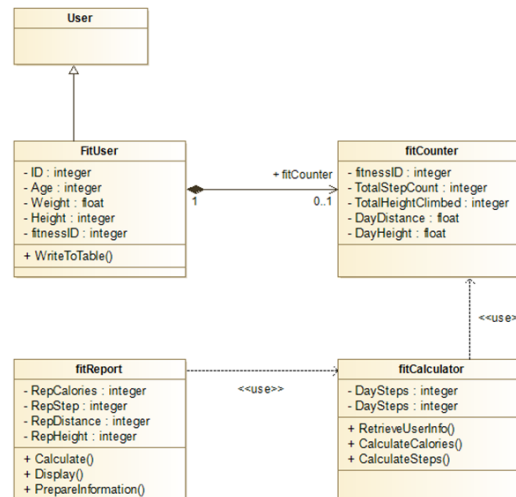 User
FitUser
- ID : integer
- Age : integer
- Weight : float
- Height : integer
- fitnessID : integer
+ WriteToTable()
+ fitCounter
1
0..1
fitCounter
- fitnessID : integer
- TotalStepCount : integer
- TotalHeightClimbed : integer
- DayDistance : float
- DayHeight : float
<<use>
fitReport
- RepCalories : integer
- RepStep : integer
- RepDistance : integer
- RepHeight : integer
+ Calculate()
+ Display()
+ PrepareInformation()
<<use>>
fitCalculator
- DaySteps : integer
- DaySteps : integer
+ RetrieveUserInfo()
+ CalculateCalories()
+ CalculateSteps()